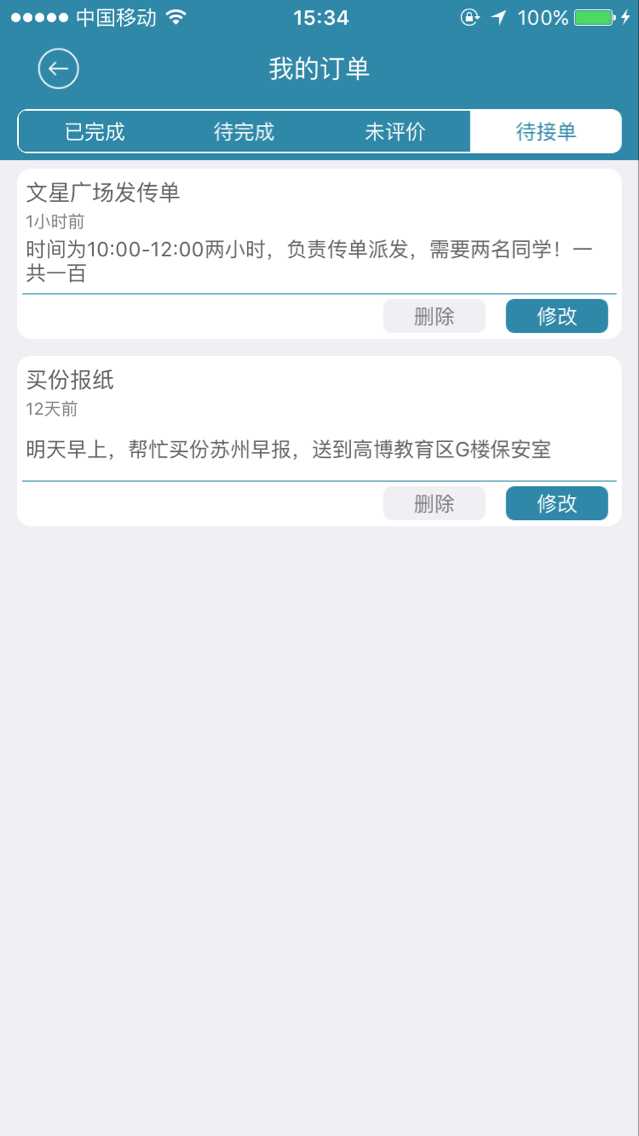 中国移动 15:34 100%
我的订单
已完成 待完成 未评价 待接单
文星广场发传单
1小时前
时间为10:00-12:00两小时，负责传单派发，需要两名同学！一
共一百
删除 修改
买份报纸
12天前
明天早上，帮忙买份苏州早报，送到高博教育区G楼保安室
删除 修改